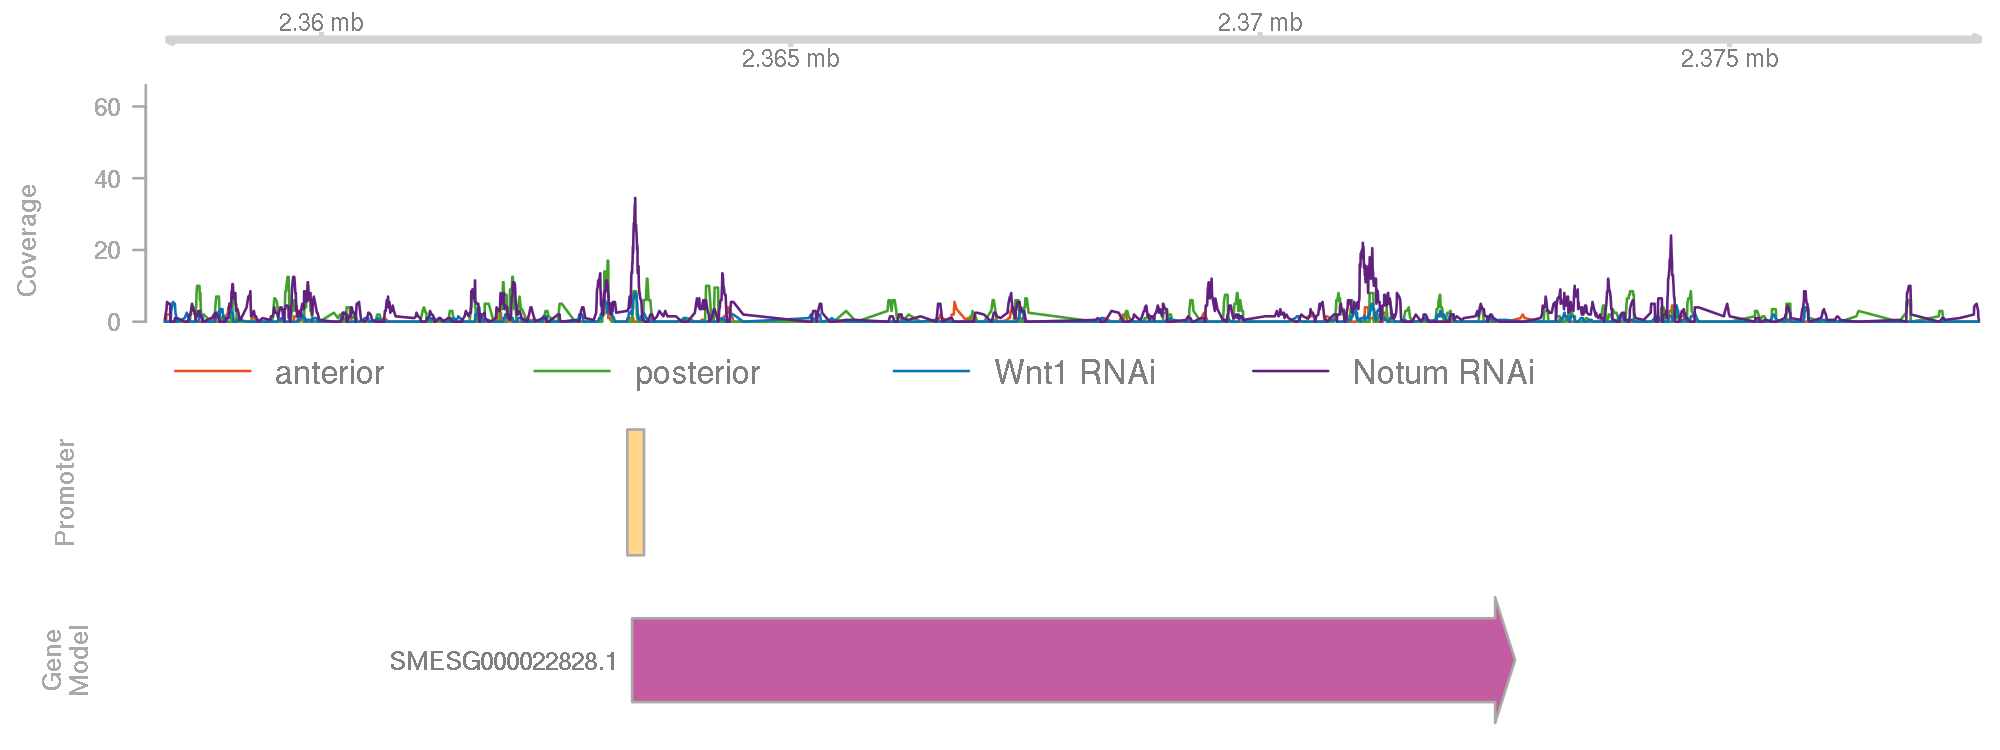 2.36 mb
2.37 mb
2.365 mb
2.375 mb
Coverage
60
40
20
0
anterior
posterior
Wnt1 RNAi
Notum RNAi
Promoter
Gene
Model
SMESG000022828.1